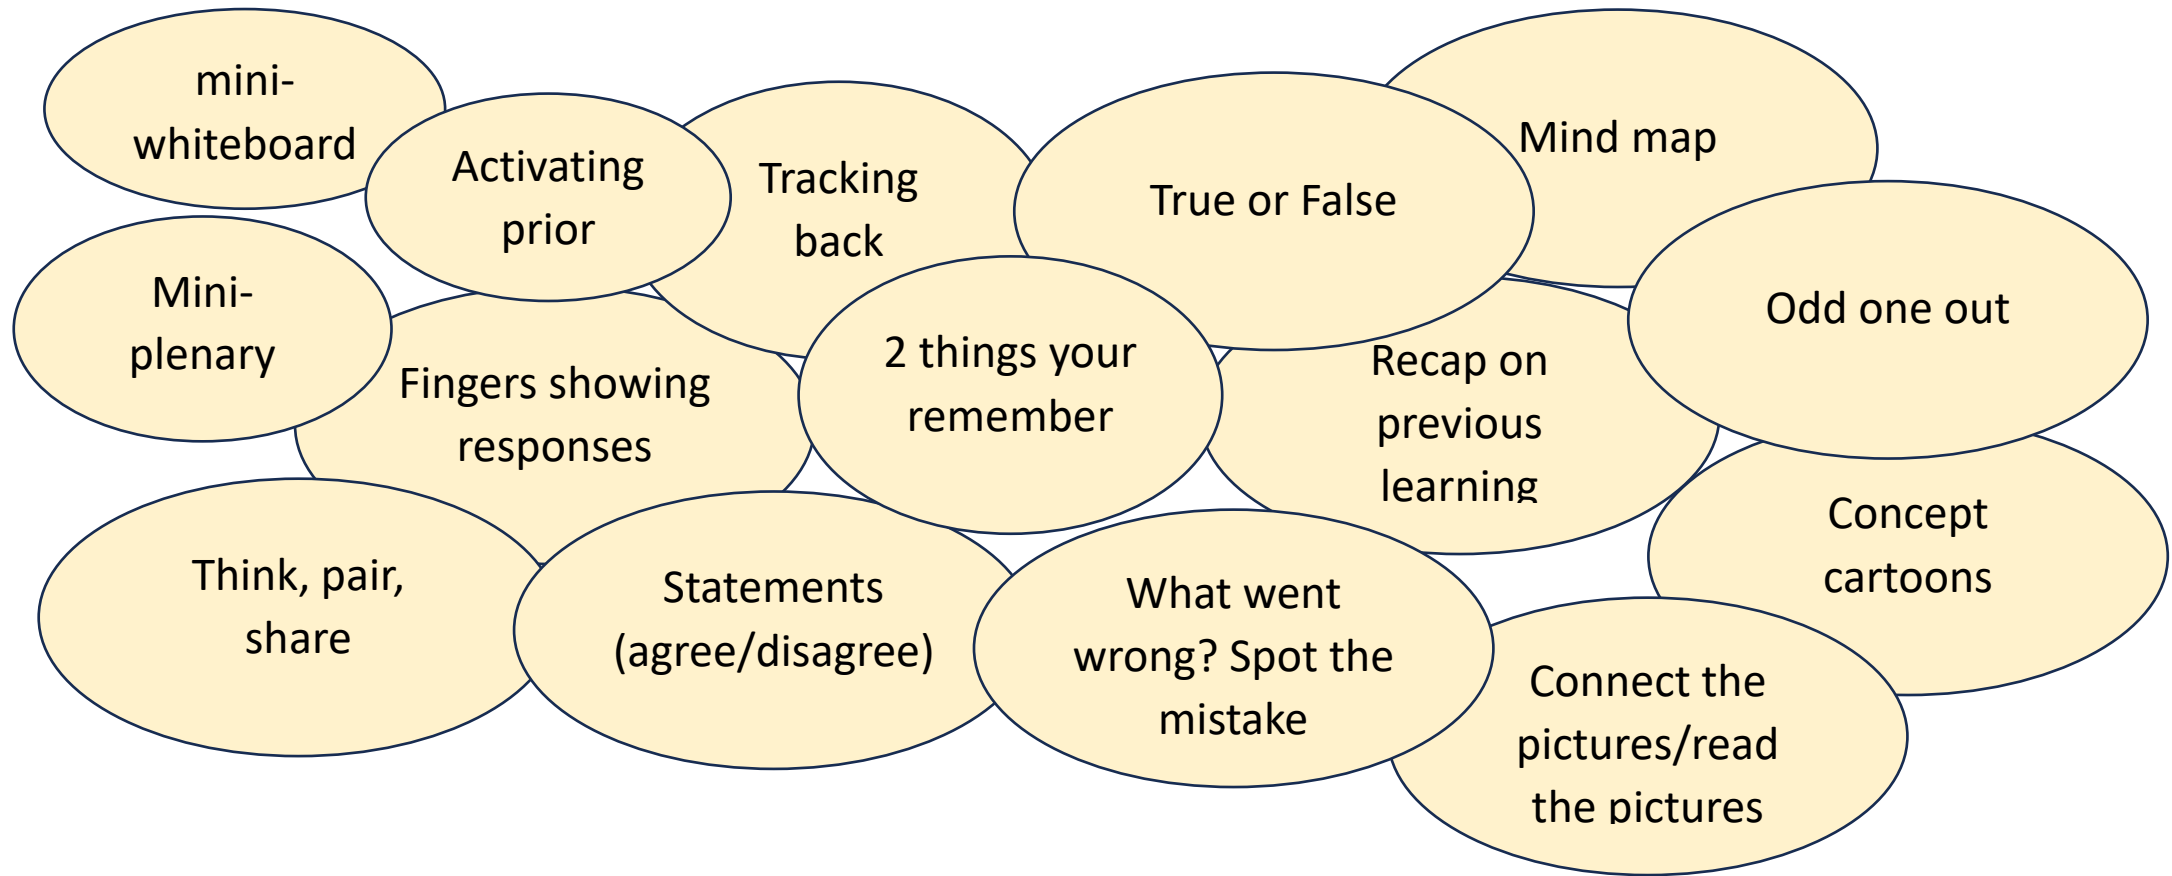 mini-
whiteboard
Activating
prior
Tracking
back
True or False
Mind map
Mini-
plenary
Fingers showing
responses
2 things your
remember
Recap on
previous
learning
Odd one out
Think, pair,
share
Statements
(agree/disagree)
What went
wrong? Spot the
mistake
Concept
cartoons
Connect the
pictures/read
the pictures